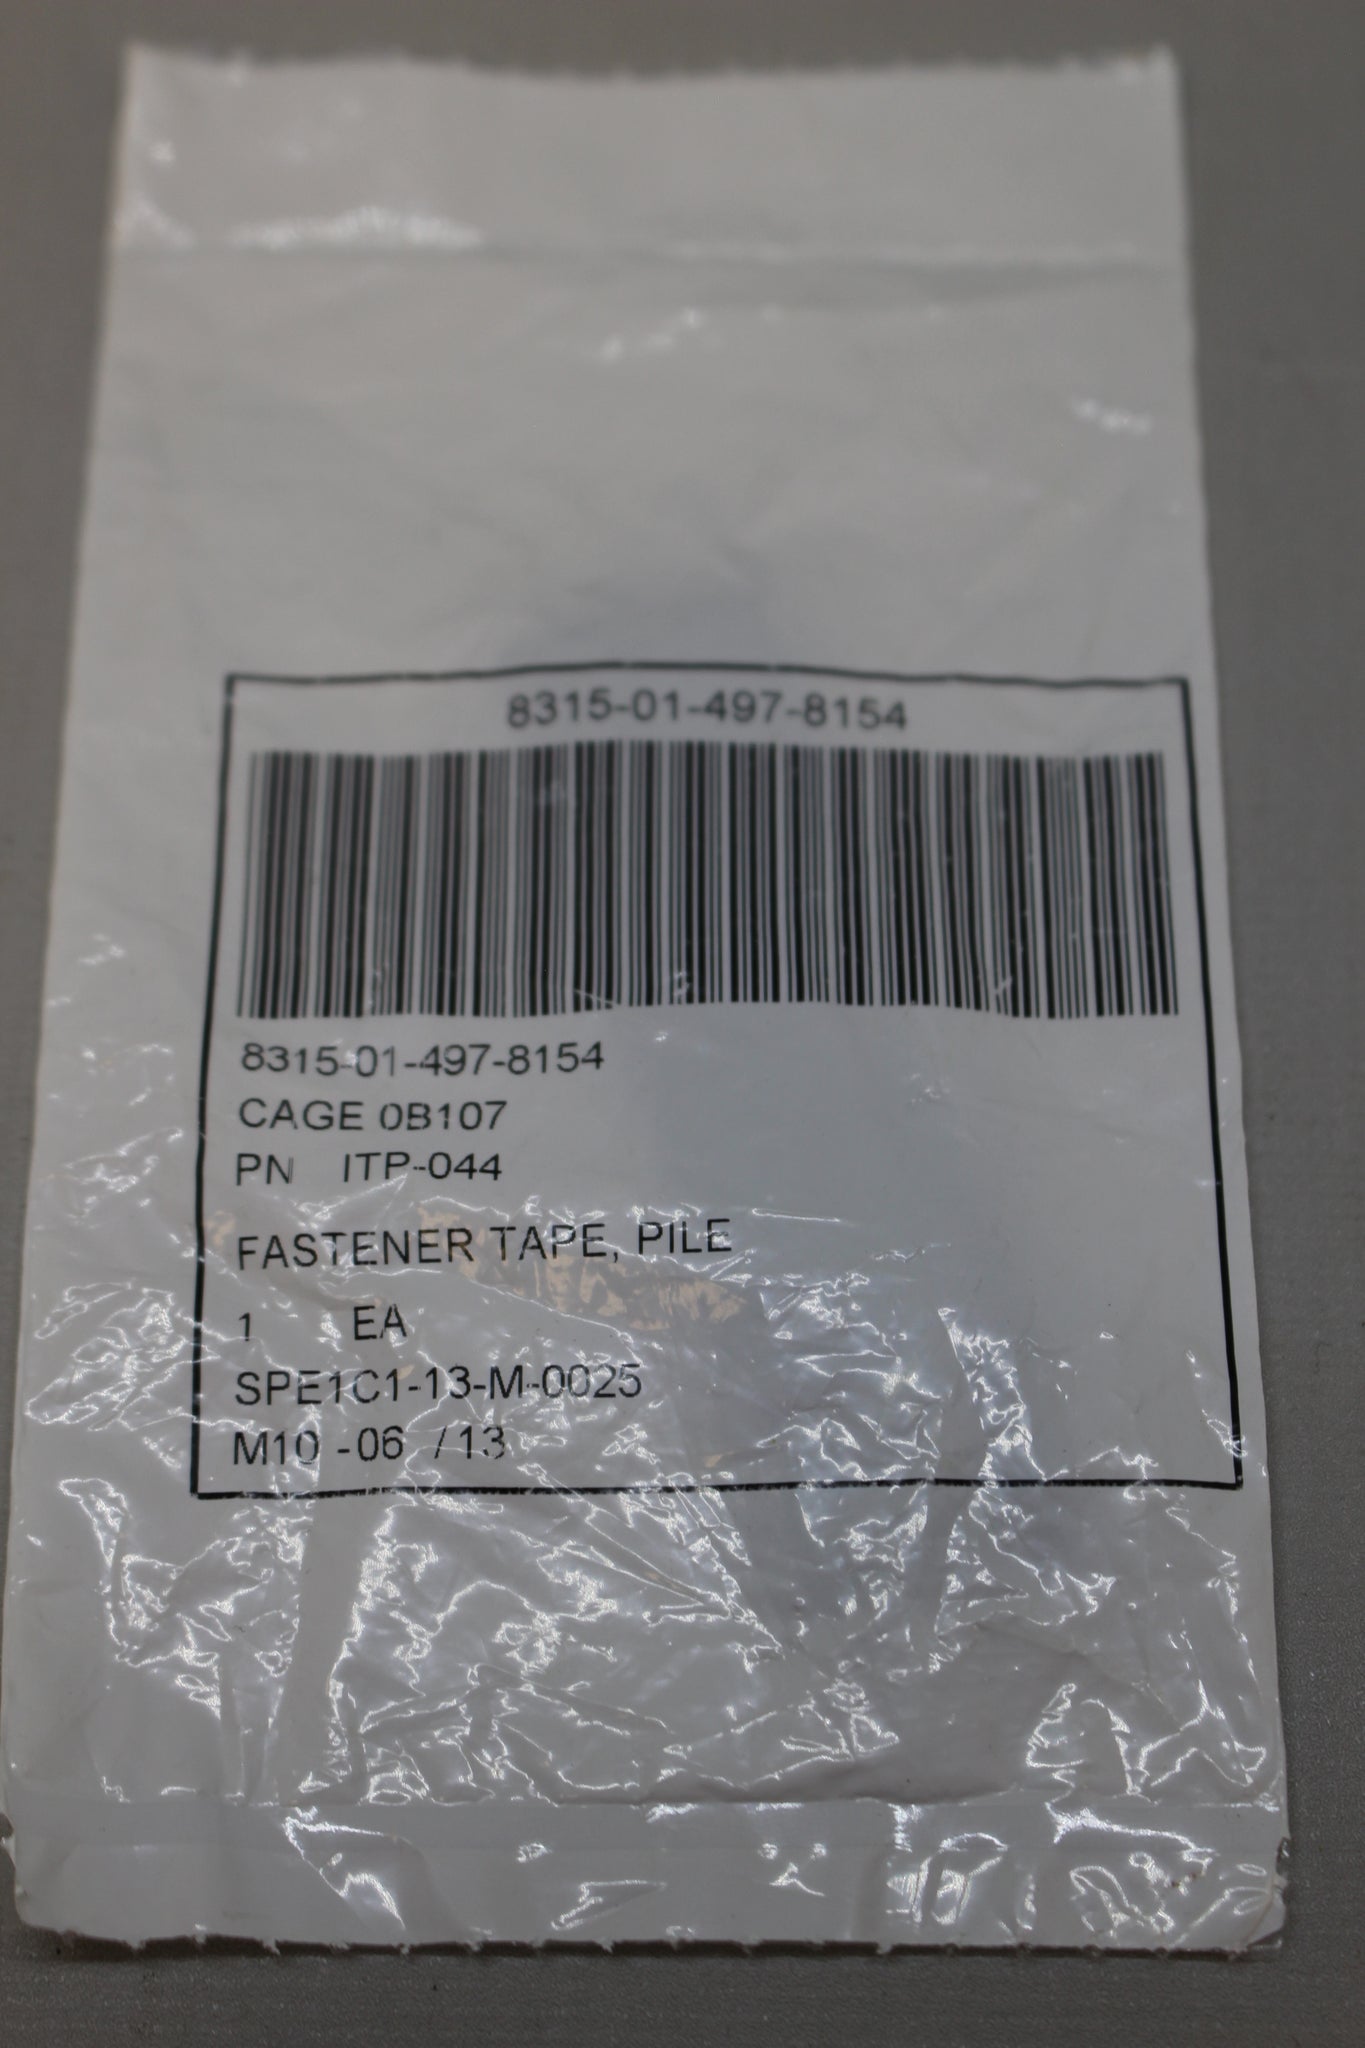 8315-01-497-8154
8315-01-497-8154
CAGE 0B107
PN ITP-044
FASTENER TAPE, PILE
1 EA
SPE1C1-13-M-0025
M10 -06 /13